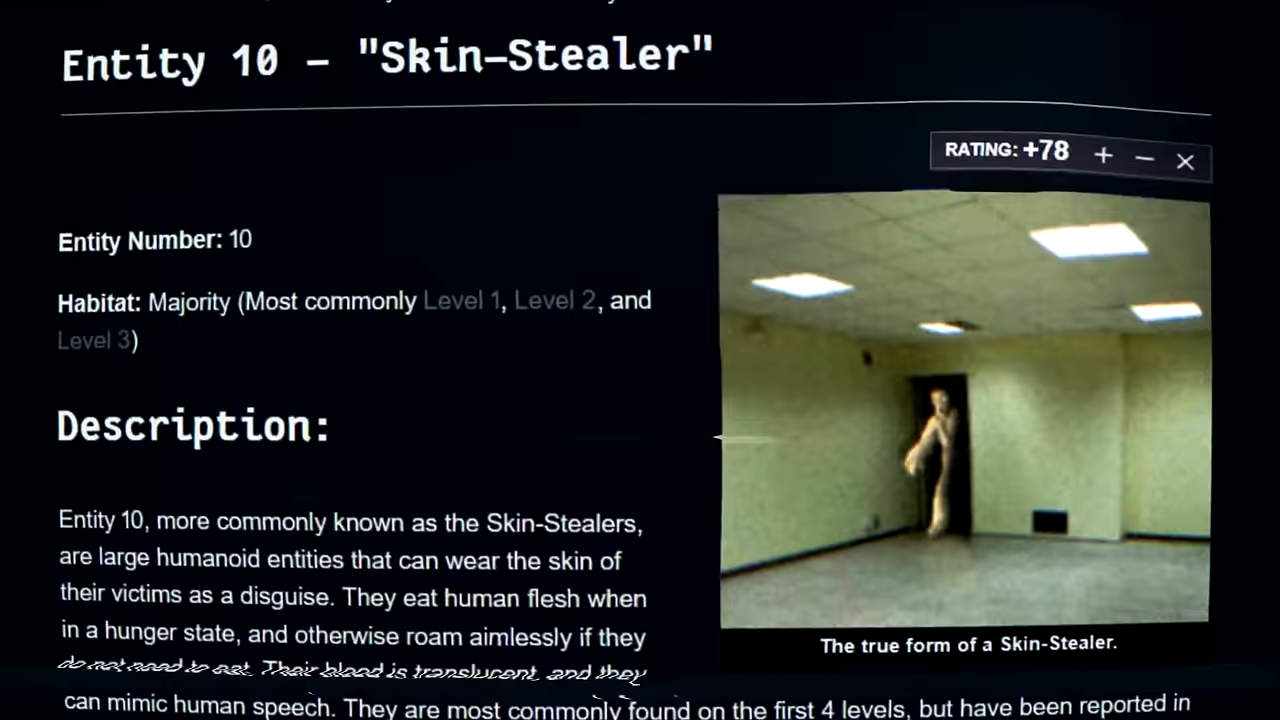 Entity 10 – "Skin-Stealer"
RATING: +78 + − ×
Entity Number: 10
Habitat: Majority (Most commonly Level 1, Level 2, and
Level 3)
Description:
Entity 10, more commonly known as the Skin-Stealers,
are large humanoid entities that can wear the skin of
their victims as a disguise. They eat human flesh when
in a hunger state, and otherwise roam aimlessly if they
do not need to eat. Their blood is translucent, and they
can mimic human speech. They are most commonly found on the first 4 levels, but have been reported in
The true form of a Skin-Stealer.